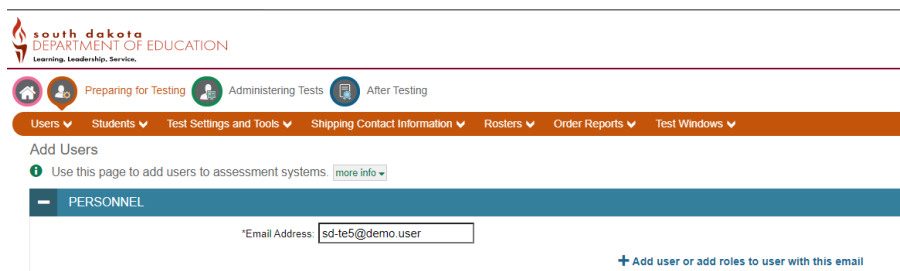 south dakota
DEPARTMENT OF EDUCATION
Learning. Leadership. Service.
Preparing for Testing Administering Tests After Testing
Users Students Test Settings and Tools Shipping Contact Information Rosters Order Reports Test Windows
Add Users
Use this page to add users to assessment systems. more info
PERSONNEL
*Email Address: sd-te5@demo.user
+ Add user or add roles to user with this email